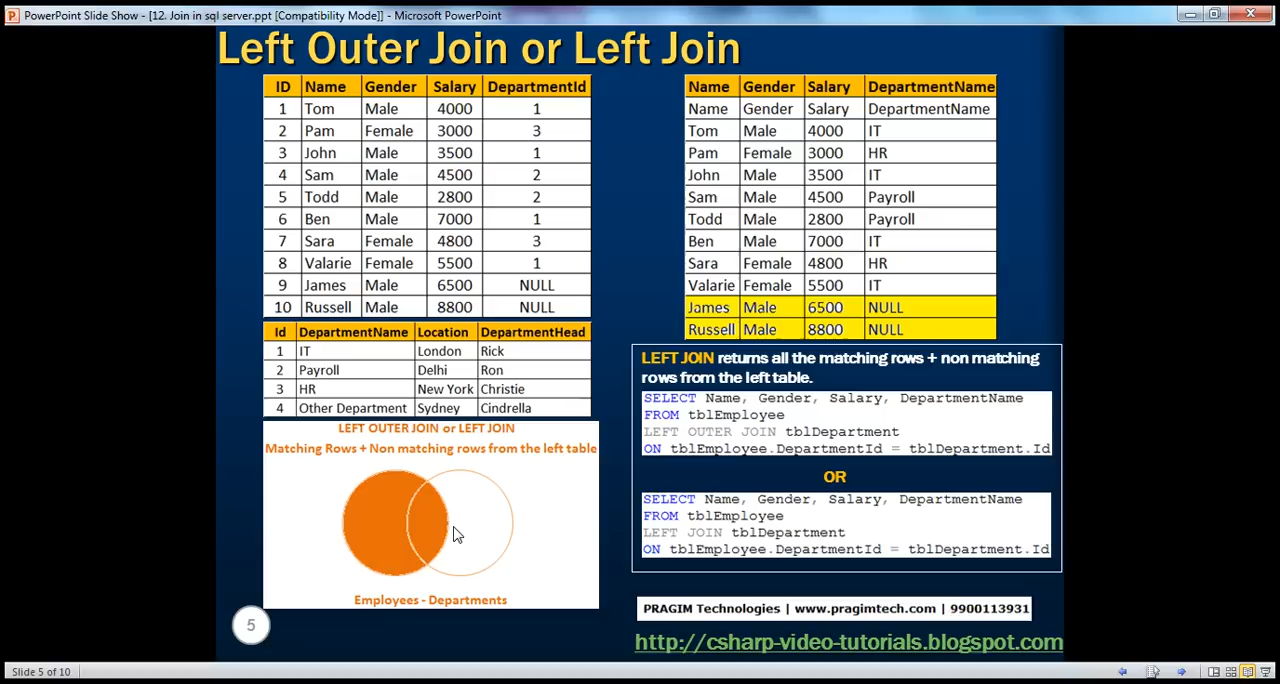 PowerPoint Slide Show - [12. Join in sql server.ppt [Compatibility Mode]] - Microsoft PowerPoint
Left Outer Join or Left Join
ID Name Gender Salary DepartmentId
1 Tom Male 4000 1
2 Pam Female 3000 3
3 John Male 3500 1
4 Sam Male 4500 2
5 Todd Male 2800 2
6 Ben Male 7000 1
7 Sara Female 4800 3
8 Valarie Female 5500 1
9 James Male 6500 NULL
10 Russell Male 8800 NULL
Id DepartmentName Location DepartmentHead
1 IT London Rick
2 Payroll Delhi Ron
3 HR New York Christie
4 Other Department Sydney Cindrella
LEFT OUTER JOIN or LEFT JOIN
Matching Rows + Non matching rows from the left table
Employees - Departments
5
Name Gender Salary DepartmentName
Name Gender Salary DepartmentName
Tom Male 4000 IT
Pam Female 3000 HR
John Male 3500 IT
Sam Male 4500 Payroll
Todd Male 2800 Payroll
Ben Male 7000 IT
Sara Female 4800 HR
Valarie Female 5500 IT
James Male 6500 NULL
Russell Male 8800 NULL
LEFT JOIN returns all the matching rows + non matching
rows from the left table.
SELECT Name, Gender, Salary, DepartmentName
FROM tblEmployee
LEFT OUTER JOIN tblDepartment
ON tblEmployee.DepartmentId = tblDepartment.Id
OR
SELECT Name, Gender, Salary, DepartmentName
FROM tblEmployee
LEFT JOIN tblDepartment
ON tblEmployee.DepartmentId = tblDepartment.Id
PRAGIM Technologies | www.pragimtech.com | 9900113931
http://csharp-video-tutorials.blogspot.com
Slide 5 of 10